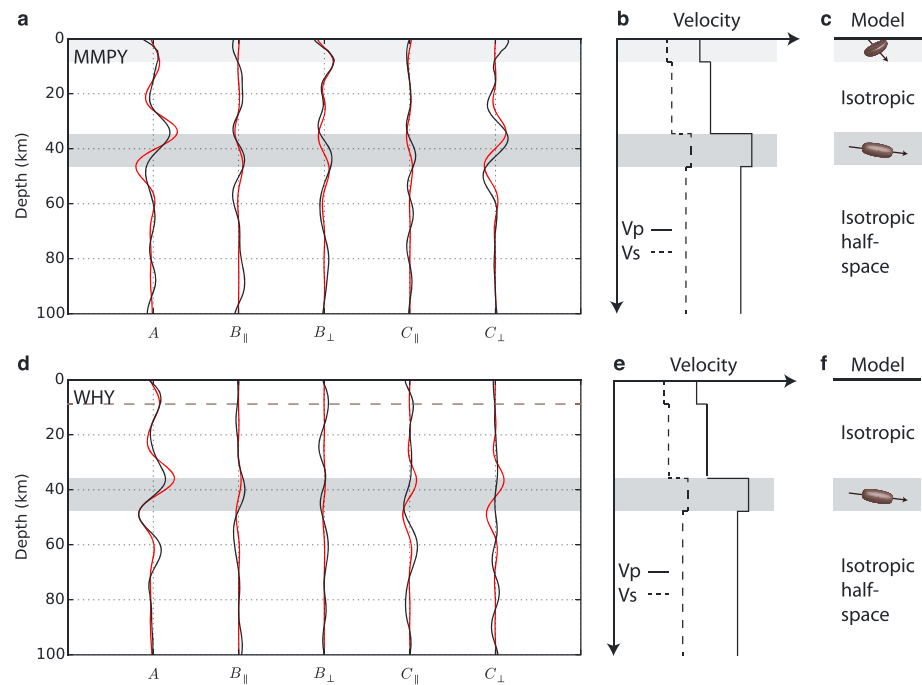 a
MMPY
0
20
40
60
80
100
Depth (km)
A
B∥
B⊥
C∥
C⊥
b
Velocity
Vp
Vs
c
Model
Isotropic
Isotropic
half-
space
d
WHY
0
20
40
60
80
100
Depth (km)
A
B∥
B⊥
C∥
C⊥
e
Velocity
Vp
Vs
f
Model
Isotropic
Isotropic
half-
space